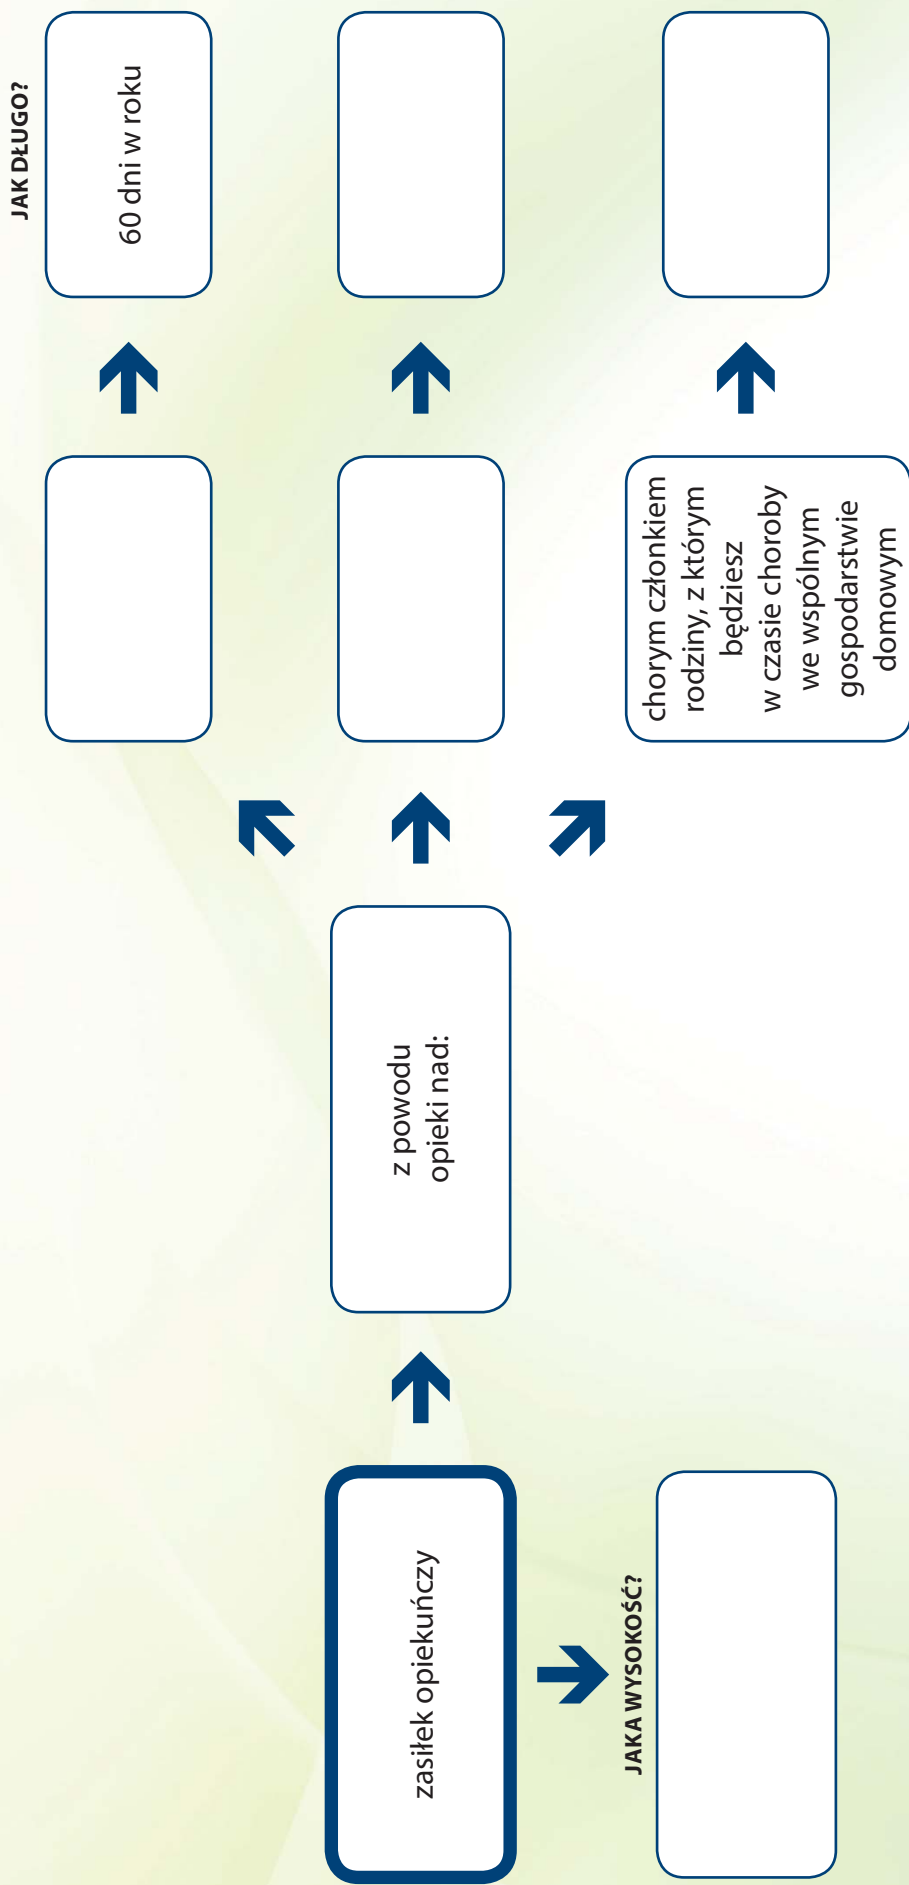 JAK DŁUGO?
60 dni w roku
zasiłek opiekuńczy
z powodu
opieki nad:
chorym członkiem
rodziny, z którym
będziesz
w czasie choroby
we wspólnym
gospodarstwie
domowym
JAKA WYSOKOŚĆ?